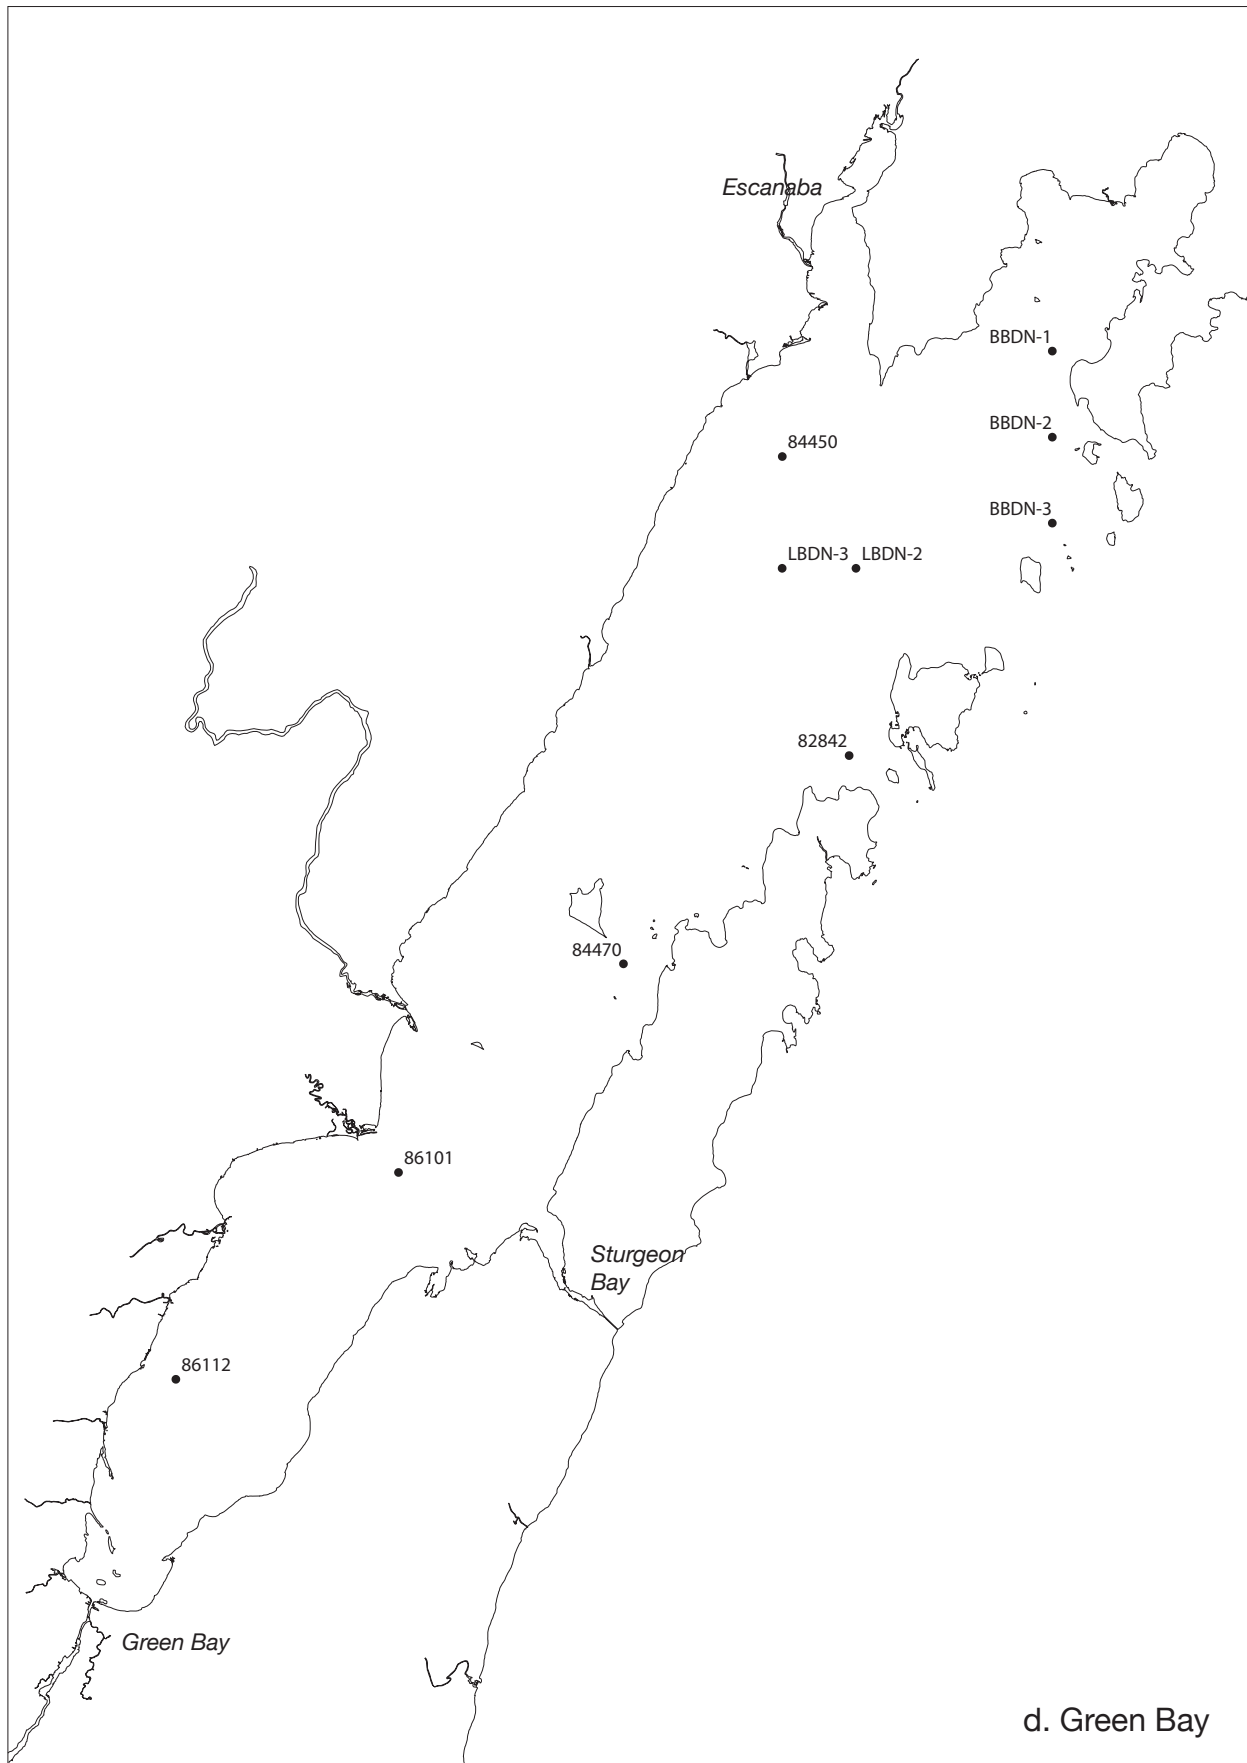 Escanaba
BBDN-1
BBDN-2
84450
BBDN-3
LBDN-3 LBDN-2
82842
84470
86101
Sturgeon
Bay
86112
Green Bay
d. Green Bay